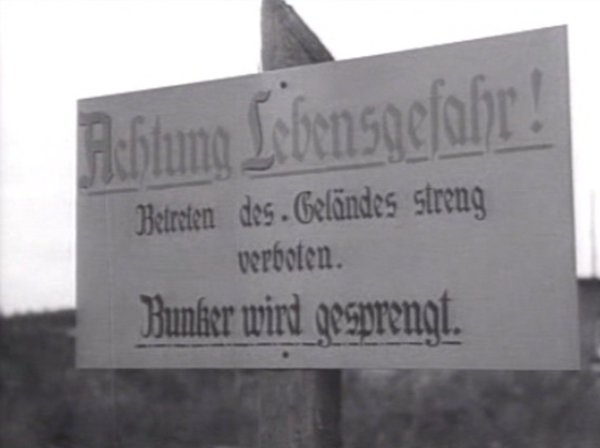 Achtung Lebensgefahr!
Betreten des Geländes streng
verboten.
Bunker wird gesprengt.